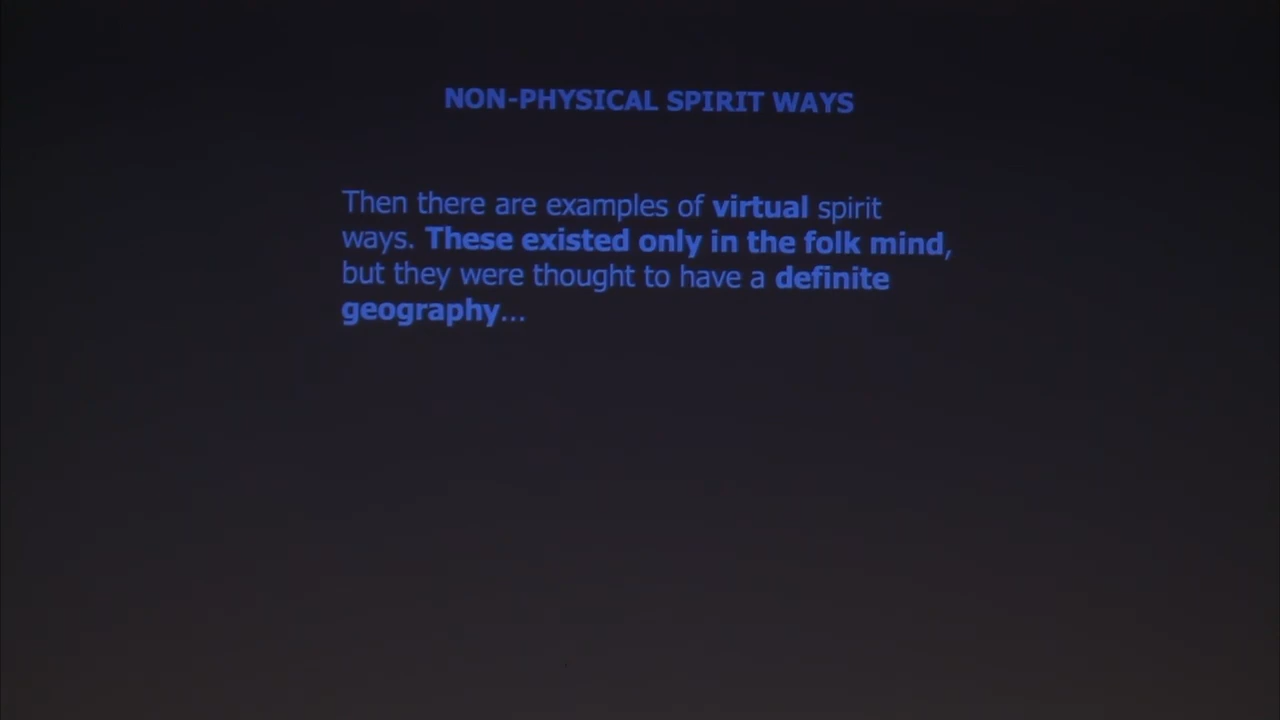 NON-PHYSICAL SPIRIT WAYS
Then there are examples of virtual spirit
ways. These existed only in the folk mind,
but they were thought to have a definite
geography...